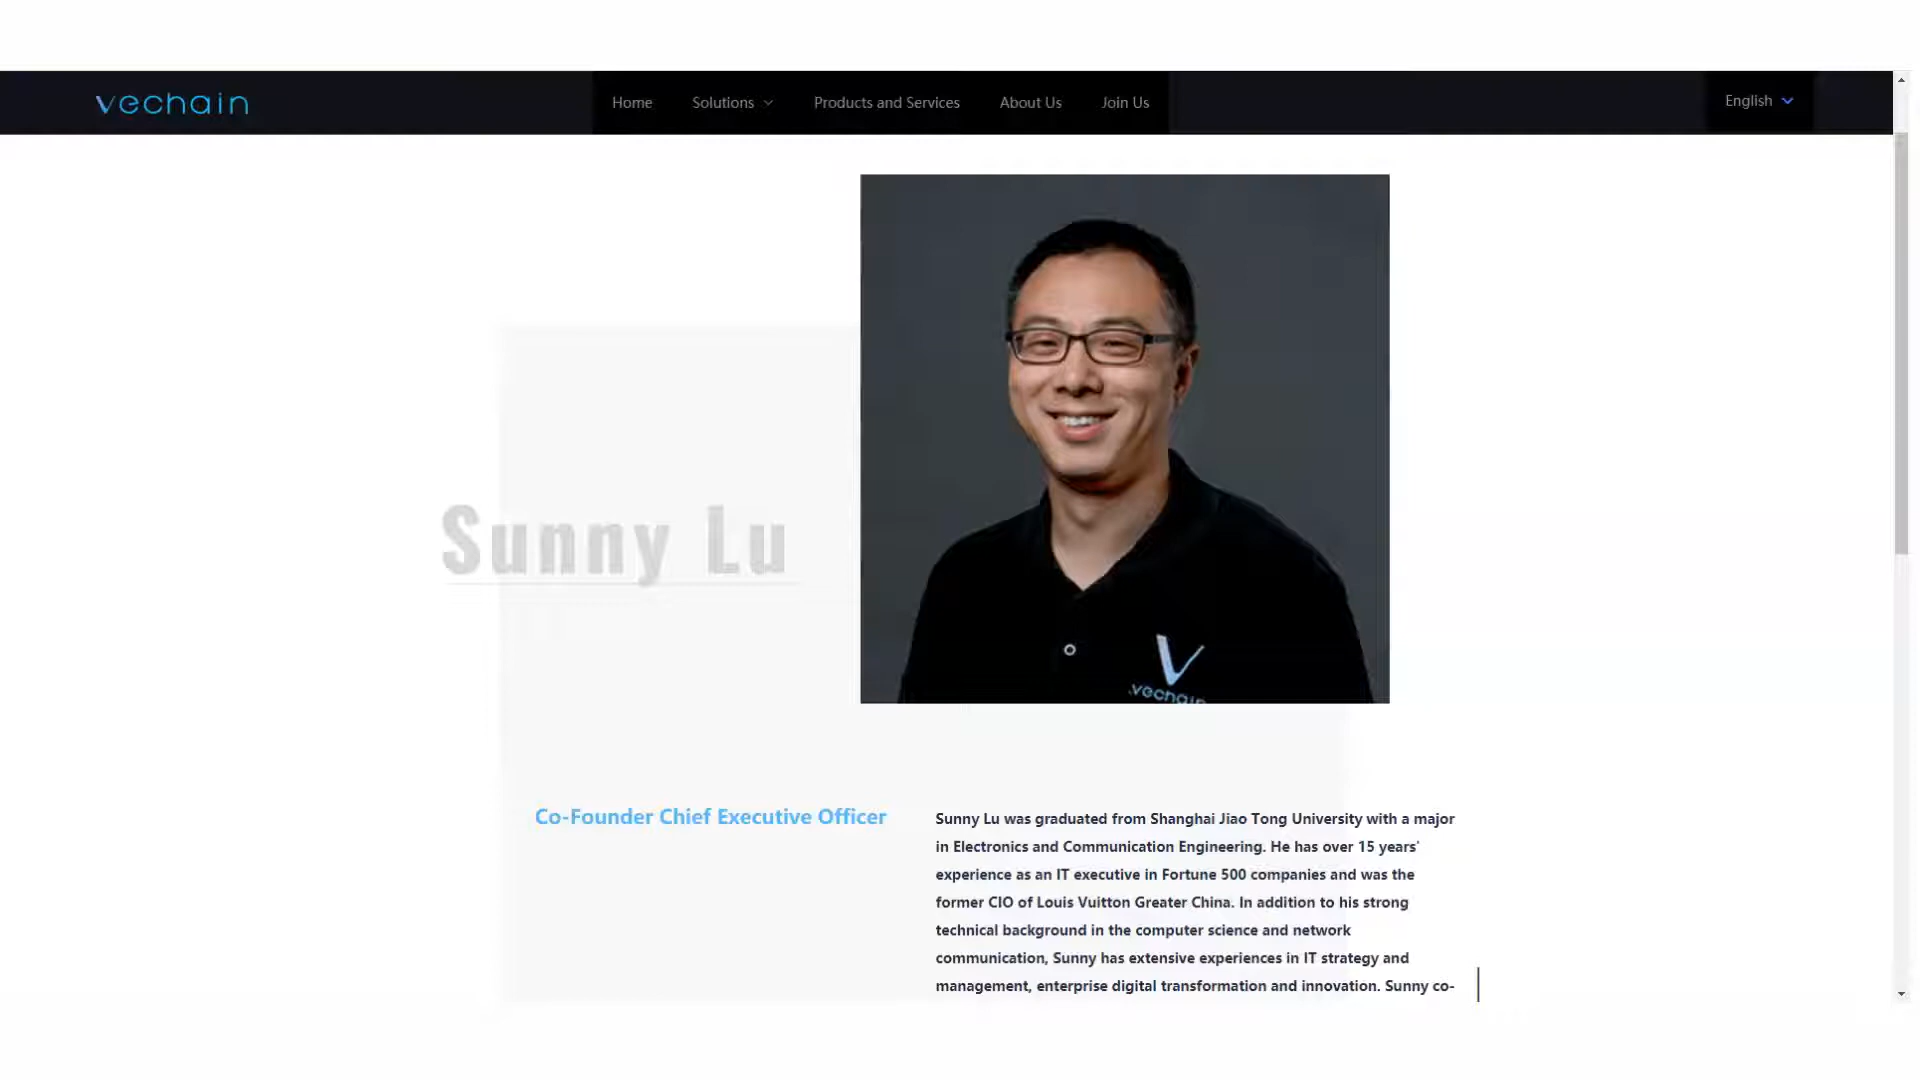 vechain
Home Solutions Products and Services About Us Join Us
English
Sunny Lu
vechain
Co-Founder Chief Executive Officer
Sunny Lu was graduated from Shanghai Jiao Tong University with a major
in Electronics and Communication Engineering. He has over 15 years'
experience as an IT executive in Fortune 500 companies and was the
former CIO of Louis Vuitton Greater China. In addition to his strong
technical background in the computer science and network
communication, Sunny has extensive experiences in IT strategy and
management, enterprise digital transformation and innovation. Sunny co-